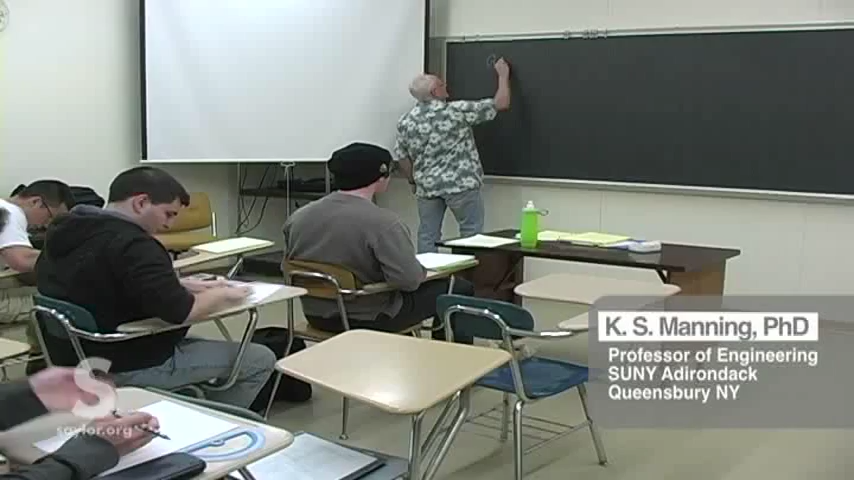 K. S. Manning, PhD
Professor of Engineering
SUNY Adirondack
Queensbury NY
S
saylor.org